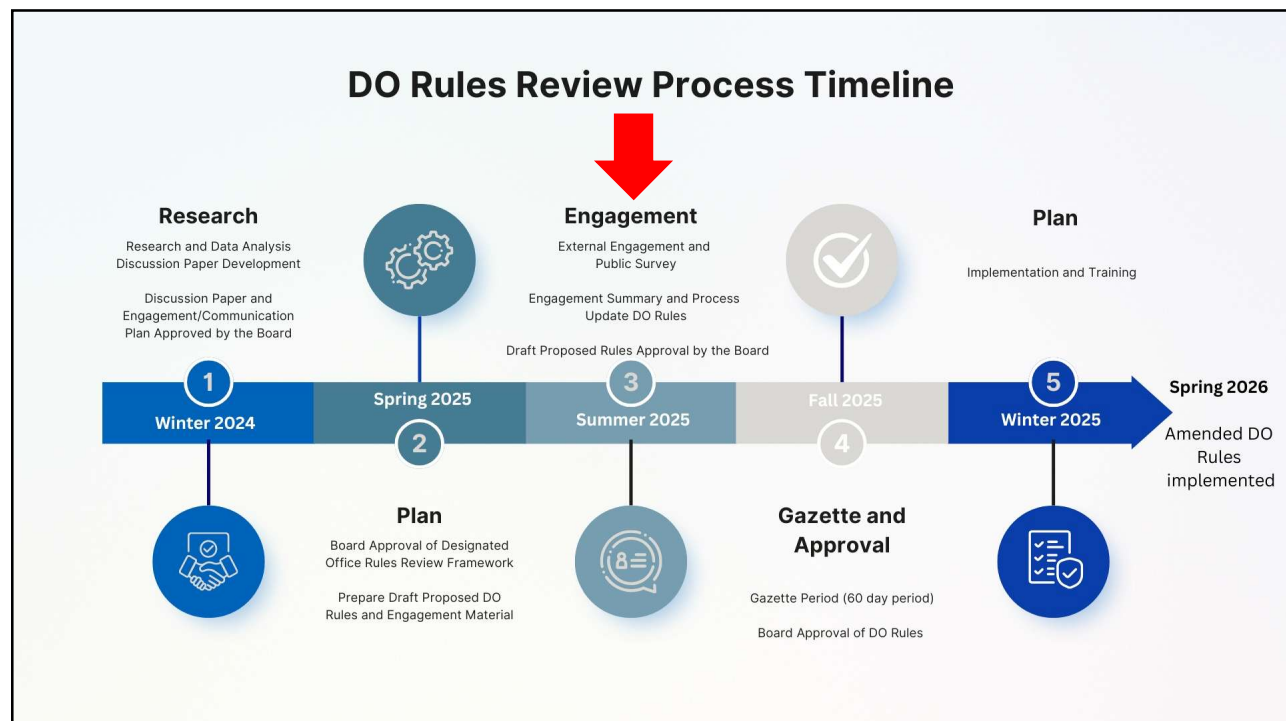 DO Rules Review Process Timeline
Research
Research and Data Analysis
Discussion Paper Development
Discussion Paper and
Engagement/Communication
Plan Approved by the Board
1
Winter 2024
Spring 2025
2
Plan
Board Approval of Designated
Office Rules Review Framework
Prepare Draft Proposed DO
Rules and Engagement Material
Engagement
External Engagement and
Public Survey
Engagement Summary and Process
Update DO Rules
Draft Proposed Rules Approval by the Board
3
Summer 2025
8
Fall 2025
4
Gazette and
Approval
Gazette Period (60 day period)
Board Approval of DO Rules
Plan
Implementation and Training
5
Winter 2025
Spring 2026
Amended DO
Rules
implemented